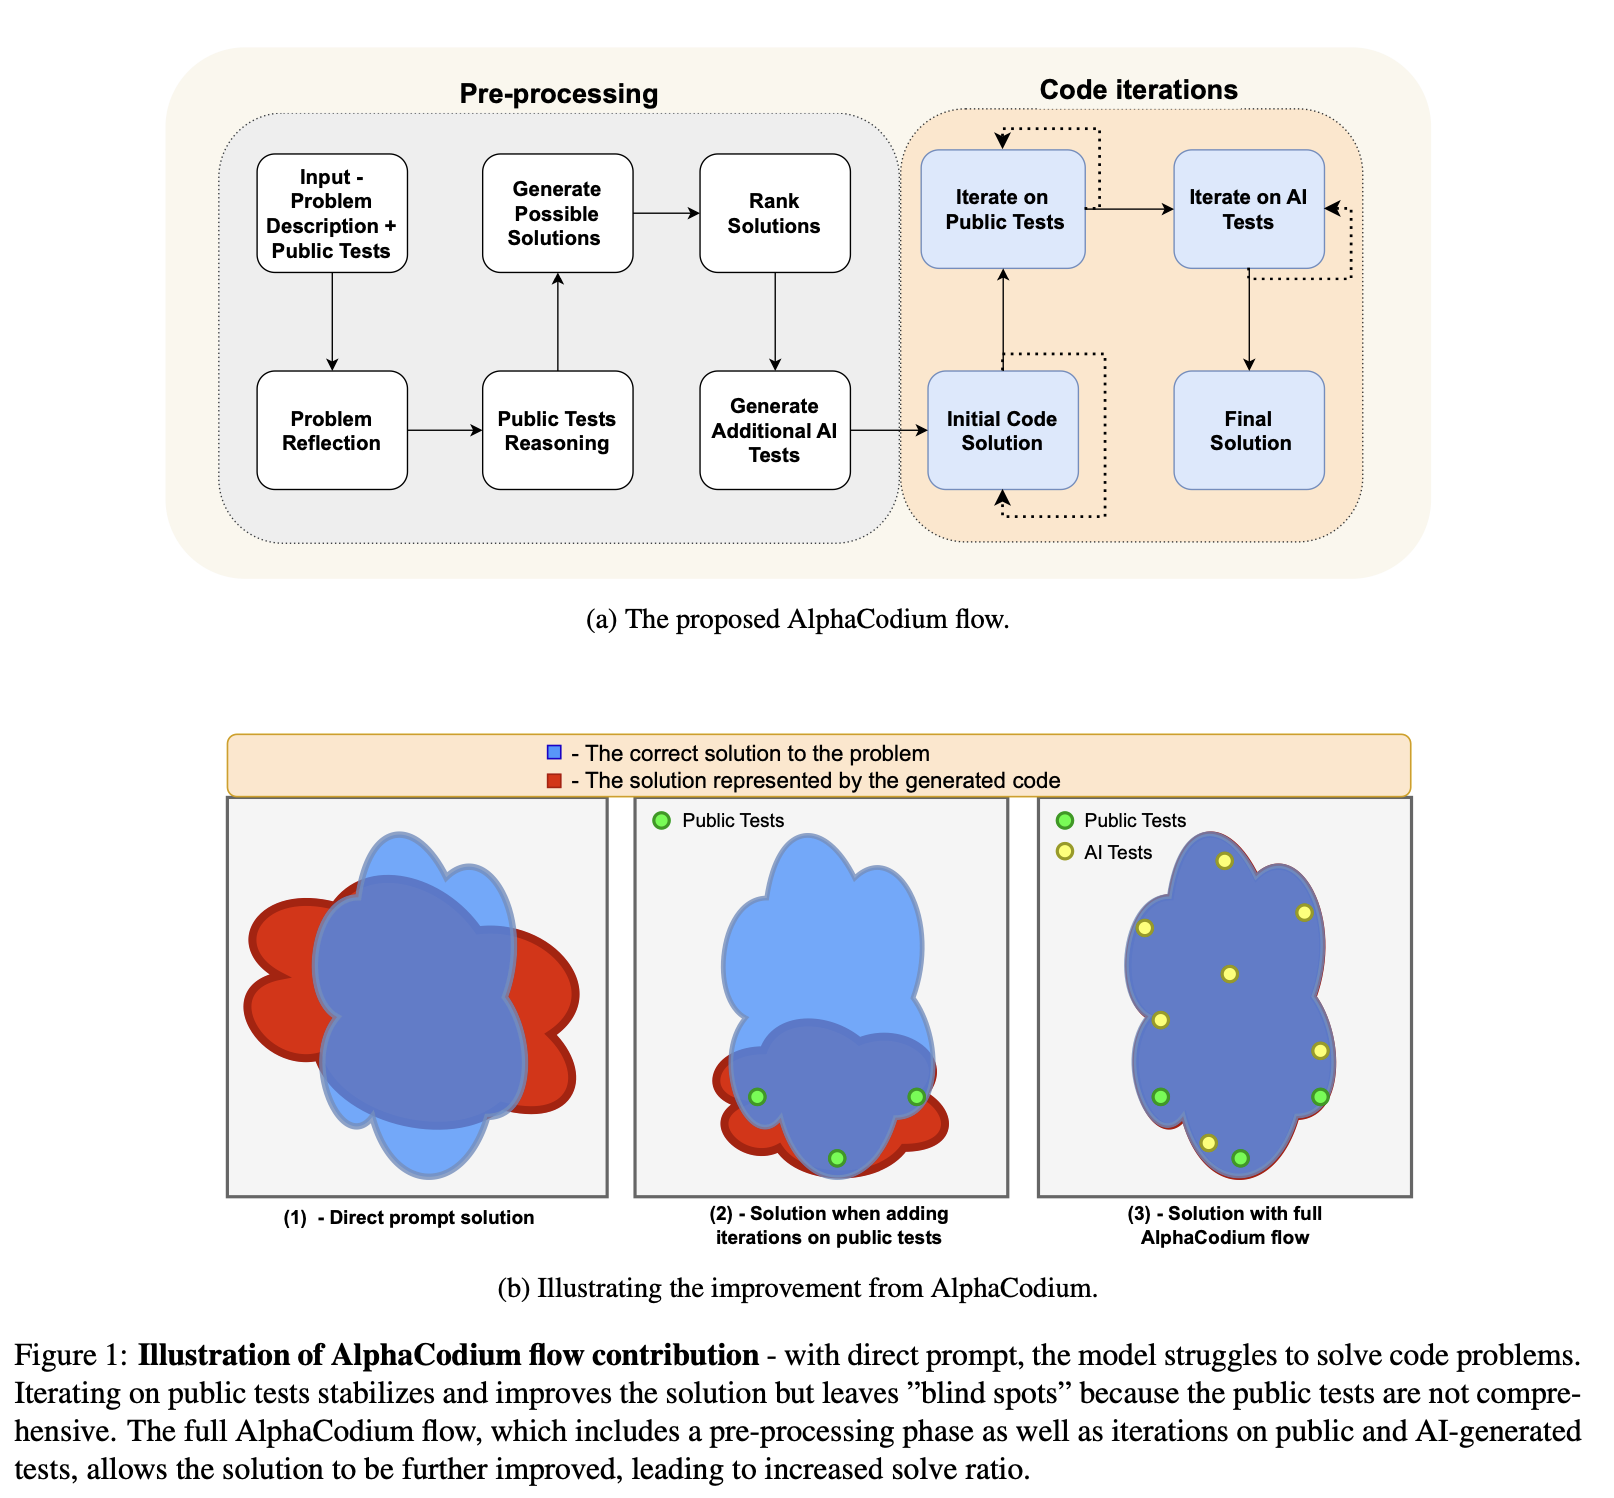 Pre-processing
Code iterations
Input -
Problem
Description +
Public Tests
Generate
Possible
Solutions
Rank
Solutions
Iterate on
Public Tests
Iterate on AI
Tests
Problem
Reflection
Public Tests
Reasoning
Generate
Additional AI
Tests
Initial Code
Solution
Final
Solution
(a) The proposed AlphaCodium flow.
- The correct solution to the problem
- The solution represented by the generated code
Public Tests
Public Tests
AI Tests
(1) - Direct prompt solution
(2) - Solution when adding
iterations on public tests
(3) - Solution with full
AlphaCodium flow
(b) Illustrating the improvement from AlphaCodium.
Figure 1: Illustration of AlphaCodium flow contribution - with direct prompt, the model struggles to solve code problems.
Iterating on public tests stabilizes and improves the solution but leaves ”blind spots” because the public tests are not compre-
hensive. The full AlphaCodium flow, which includes a pre-processing phase as well as iterations on public and AI-generated
tests, allows the solution to be further improved, leading to increased solve ratio.